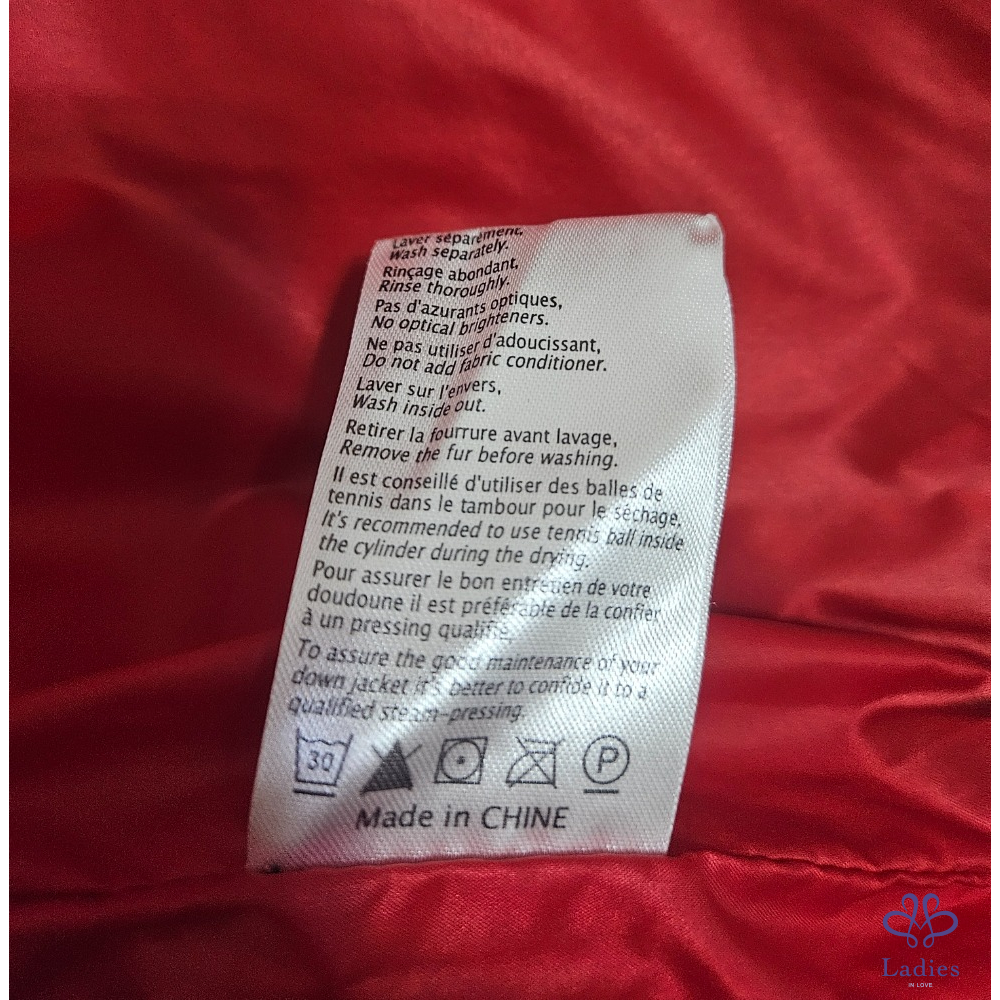 Laver séparément,
Wash separately.
Rinçage abondant,
Rinse thoroughly.
Pas d'azurants optiques,
No optical brighteners.
Ne pas utiliser d'adoucissant,
Do not add fabric conditioner.
Laver sur l'envers,
Wash inside out.
Retirer la fourrure avant lavage,
Remove the fur before washing.
Il est conseillé d'utiliser des balles de
tennis dans le tambour pour le séchage.
It's recommended to use tennis ball inside
the cylinder during the drying.
Pour assurer le bon entretien de votre
doudoune il est préférable de la confier
à un pressing qualifié.
To assure the good maintenance of your
down jacket it's better to confide it to a
qualified steam-pressing.
30
P
Made in CHINE
Ladies
IN LOVE